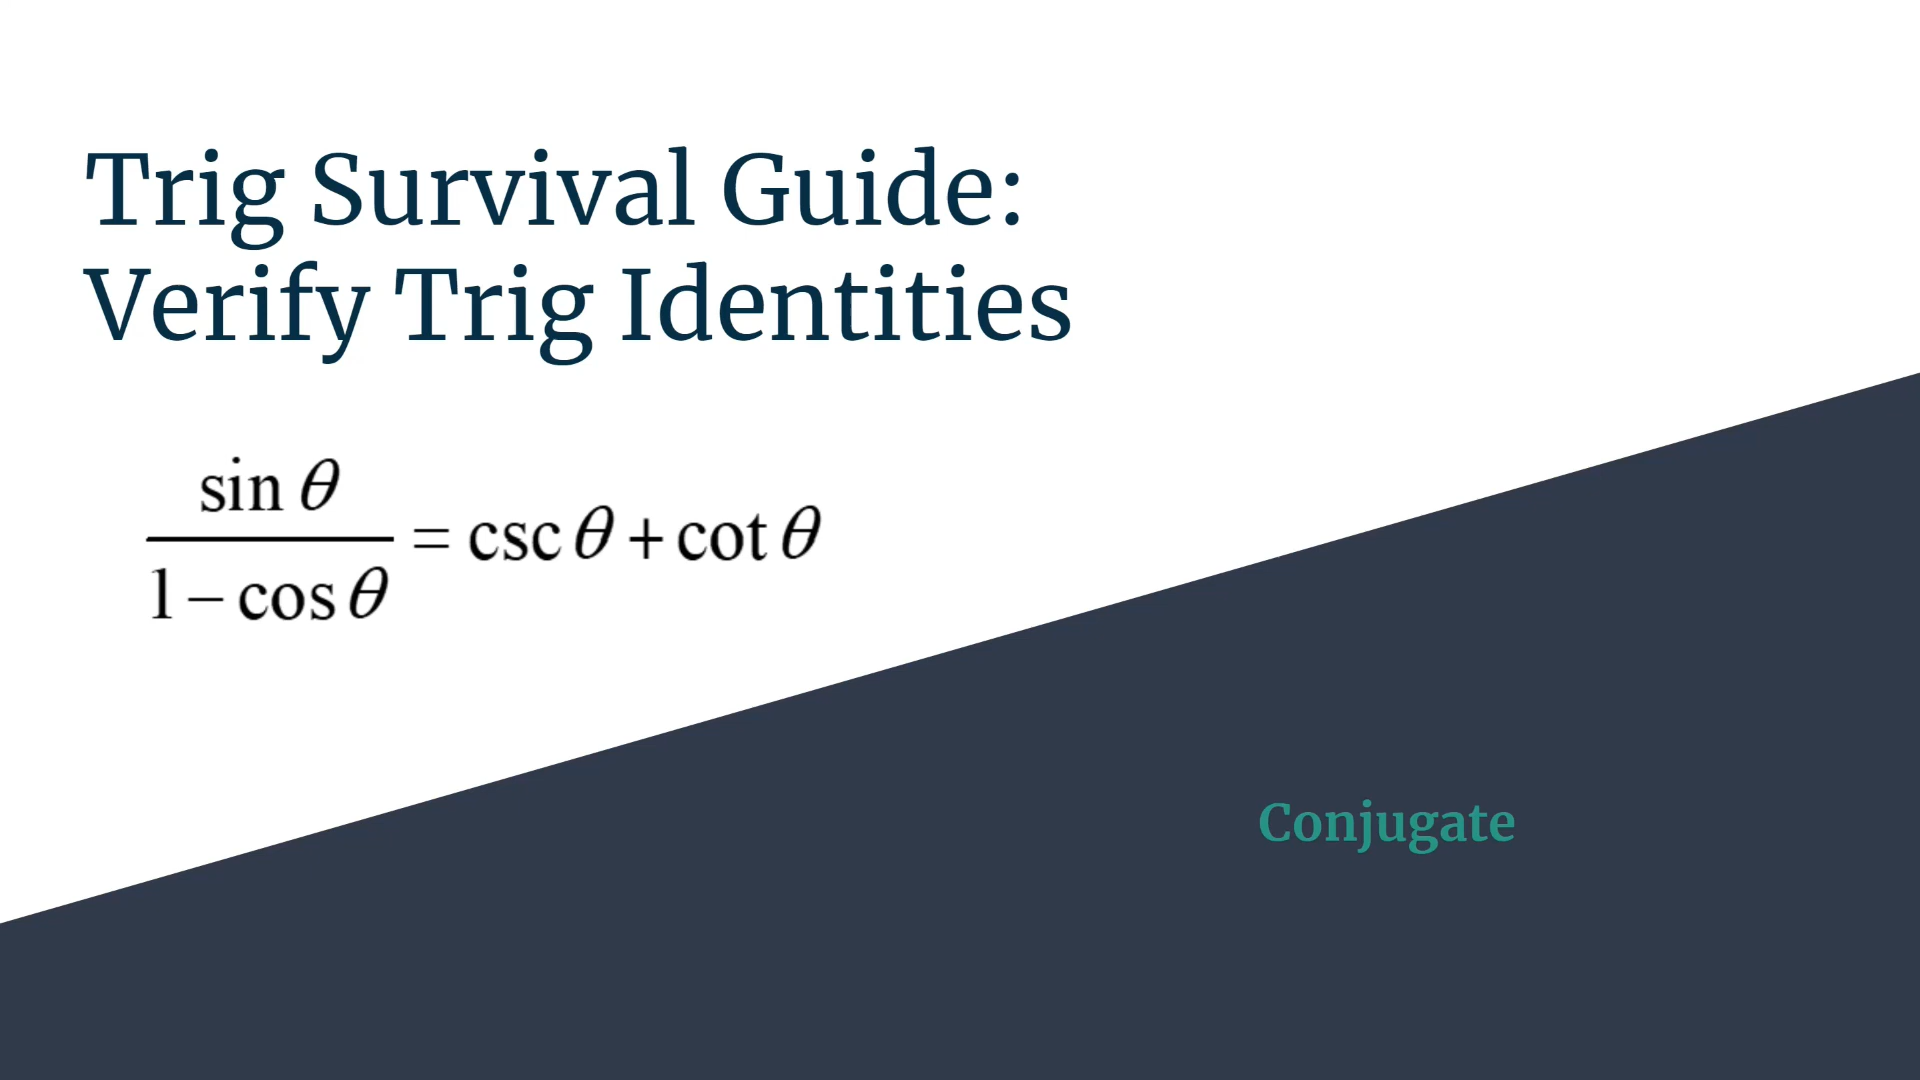 Trig Survival Guide:
Verify Trig Identities
sin θ
1 − cos θ
= csc θ + cot θ
Conjugate